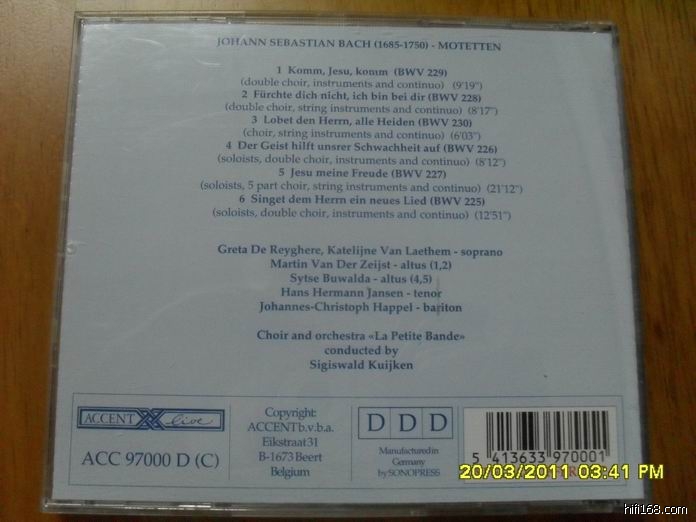 JOHANN SEBASTIAN BACH (1685-1750) - MOTETTEN
1 Komm, Jesu, komm (BWV 229)
(double choir, instruments and continuo) (9'19")
2 Fürchte dich nicht, ich bin bei dir (BWV 228)
(double choir, string instruments and continuo) (8'17")
3 Lobet den Herrn, alle Heiden (BWV 230)
(choir, string instruments and continuo) (6'03")
4 Der Geist hilft unsrer Schwachheit auf (BWV 226)
(soloists, double choir, instruments and continuo) (8'12")
5 Jesu meine Freude (BWV 227)
(soloists, 5 part choir, string instruments and continuo) (21'12")
6 Singet dem Herrn ein neues Lied (BWV 225)
(soloists, double choir, instruments and continuo) (12'51")
Greta De Reyghere, Katelijne Van Laethem - soprano
Martin Van Der Zeijst - altus (1,2)
Sytse Buwalda - altus (4,5)
Hans Hermann Jansen - tenor
Johannes-Christoph Happel - bariton
Choir and orchestra «La Petite Bande»
conducted by
Sigiswald Kuijken
ACCENT live
ACC 97000 D (C)
Copyright:
ACCENT b.v.b.a.
Eikstraat 31
B-1673 Beert
Belgium
D D D
Manufactured in
Germany
by SONOPRESS
5 413633 970001
20/03/2011 03:41 PM
hifi168.com